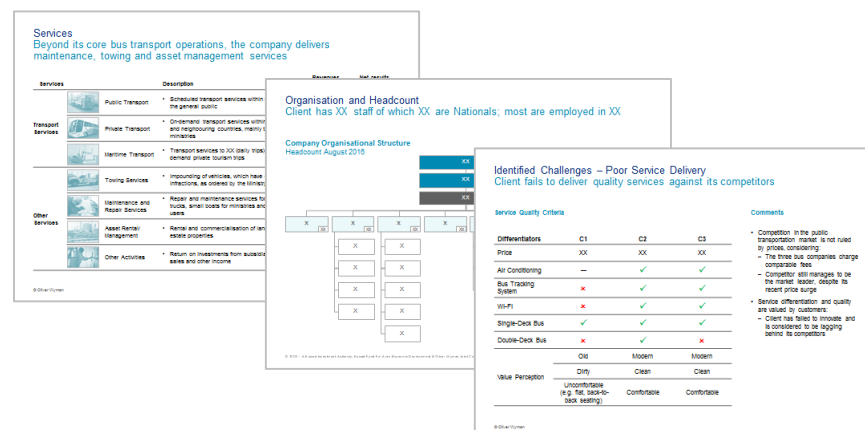 Services
Beyond its core bus transport operations, the company delivers
maintenance, towing and asset management services
Revenues Net results
Services Description
Transport
Services
Public Transport • Scheduled transport services within
the general public
Private Transport • On-demand transport services within
and neighbouring countries, mainly
ministries
Maritime Transport • Transport services to XX (daily trips)
demand private tourism trips
Other
Services
Towing Services • Impounding of vehicles, which have
infractions, as ordered by the
Maintenance and
Repair Services
• Repair and maintenance services for
trucks, small boats for ministries and
users
Asset Rental/
Management
• Rental and commercialisation of
estate properties
Other Activities • Return on investments from
sales and other income
© Oliver Wyman
Organisation and Headcount
Client has XX staff of which XX are Nationals; most are employed in XX
Company Organisational Structure
Headcount August 2016
XX
XX
XX
X X X X X
XX XX XX XX
X X
X X
X X
X X
X
Identified Challenges – Poor Service Delivery
Client fails to deliver quality services against its competitors
Service Quality Criteria
Differentiators C1 C2 C3
Price XX XX XX
Air Conditioning – ✓ ✓
Bus Tracking
System
× ✓ ✓
Wi-Fi × ✓ ✓
Single-Deck Bus ✓ ✓ ✓
Double-Deck Bus × ✓ ×
Value Perception
Old Modern Modern
Dirty Clean Clean
Uncomfortable
(e.g. flat, back-to-
back seating)
Comfortable Comfortable
Comments
• Competition in the public
transportation market is not ruled
by prices, considering:
– The three bus companies charge
comparable fees
– Competitor still manages to be
the market leader, despite its
recent price surge
• Service differentiation and quality
are valued by customers:
– Client has failed to innovate and
is considered to be lagging
behind its competitors
© Oliver Wyman